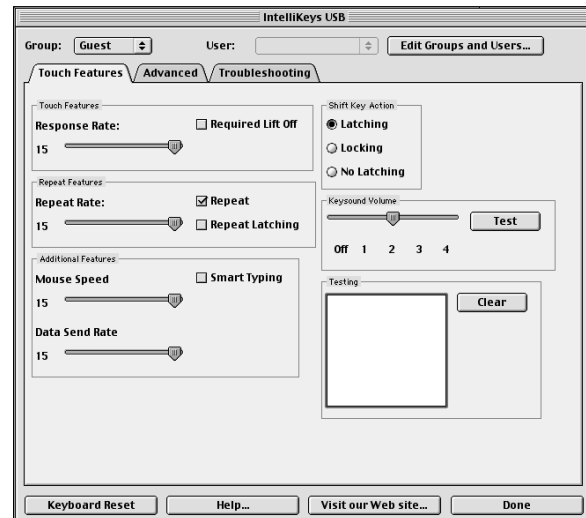 IntelliKeys USB
Group: Guest User: Edit Groups and Users...
Touch Features Advanced Troubleshooting
Touch Features
Response Rate: Required Lift Off
15
Repeat Features
Repeat Rate: Repeat
15 Repeat Latching
Additional Features
Mouse Speed Smart Typing
15
Data Send Rate
15
Shift Key Action
Latching
Locking
No Latching
Keysound Volume
Test
Off 1 2 3 4
Testing
Clear
Keyboard Reset Help... Visit our Web site... Done